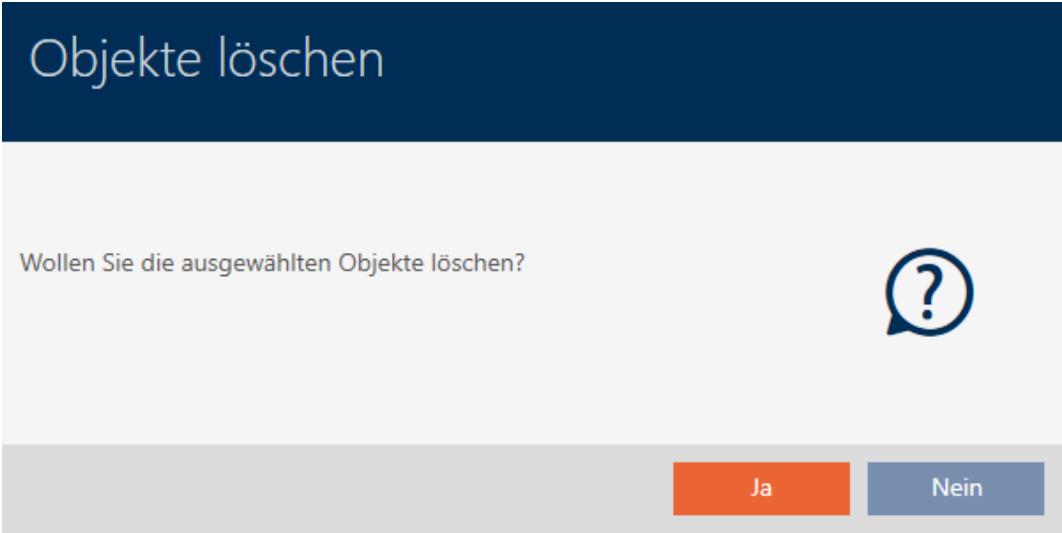 Objekte löschen
Wollen Sie die ausgewählten Objekte löschen?
?
Ja
Nein